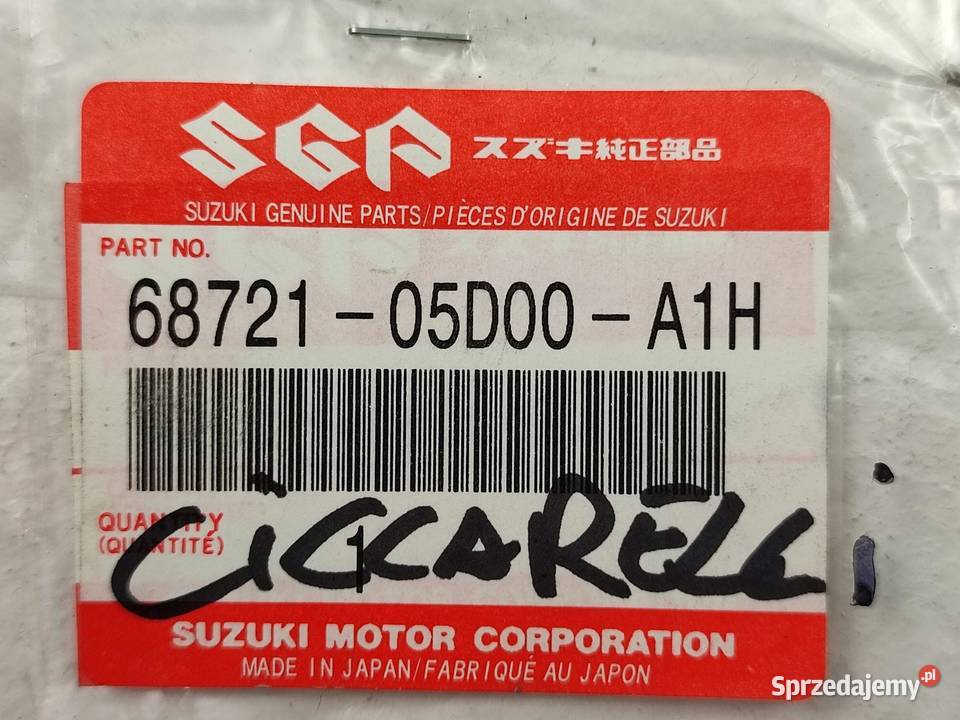 SGP スズキ純正部品
SUZUKI GENUINE PARTS/PIÈCES D'ORIGINE DE SUZUKI
PART NO.
68721-05D00-A1H
QUANTITY
(QUANTITÉ)
1
CICCARELLI
SUZUKI MOTOR CORPORATION
MADE IN JAPAN/FABRIQUÉ AU JAPON
Sprzedajemy.pl